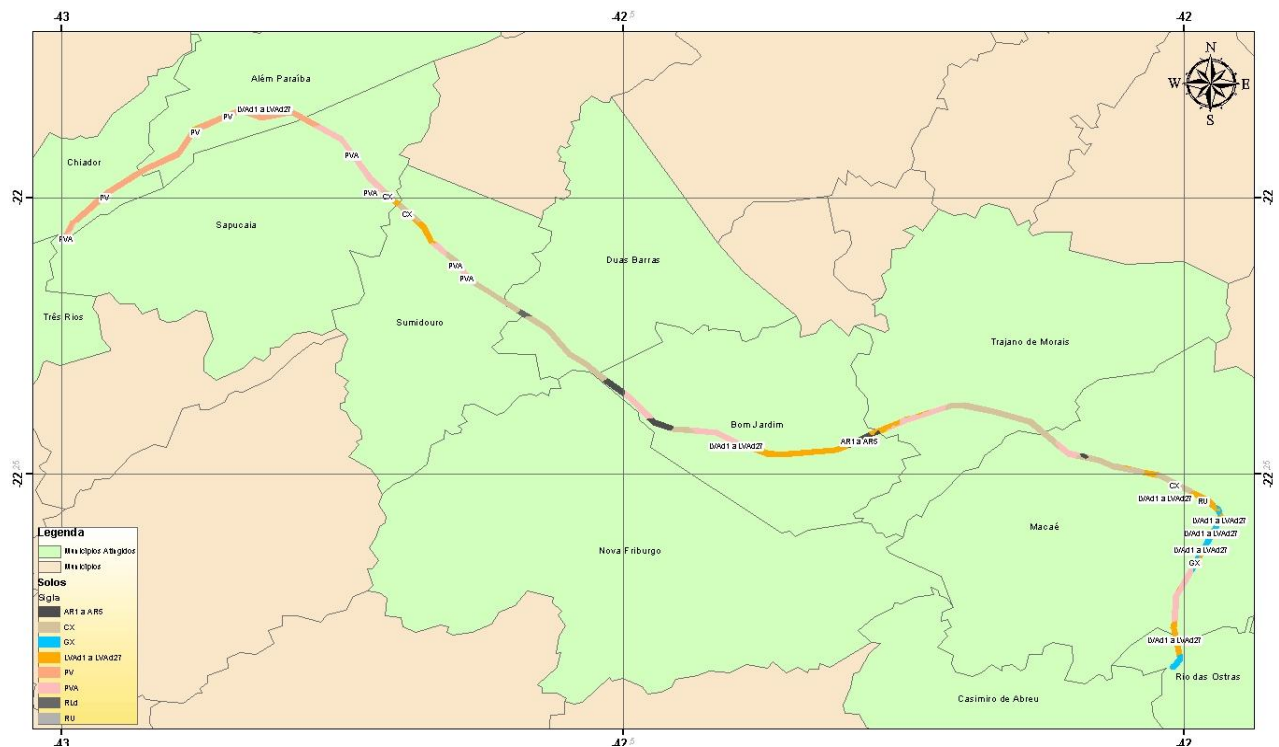 -43
-42,5
-42
N
W E
S
Além Paraíba
LVAd1 a LVAd27
PV
PV
Chiador
PVA
PV
PVA
CX
-22
-22
CX
PVA
Sapucaia
Duas Barras
PVA
PVA
Três Rios
Sumidouro
Trajano de Morais
Bom Jardim
AR1 a AR5
LVAd1 a LVAd27
-22,25
-22,25
CX
LVAd1 a LVAd27
RU
LVAd1 a LVAd27
Macaé
LVAd1 a LVAd27
Nova Friburgo
LVAd1 a LVAd27
GX
LVAd1 a LVAd27
Rio das Ostras
Casimiro de Abreu
Legenda
Municípios Atingidos
Municípios
Solos
Sigla
AR1 a AR5
CX
GX
LVAd1 a LVAd27
PV
PVA
RLd
RU
-43
-42,5
-42